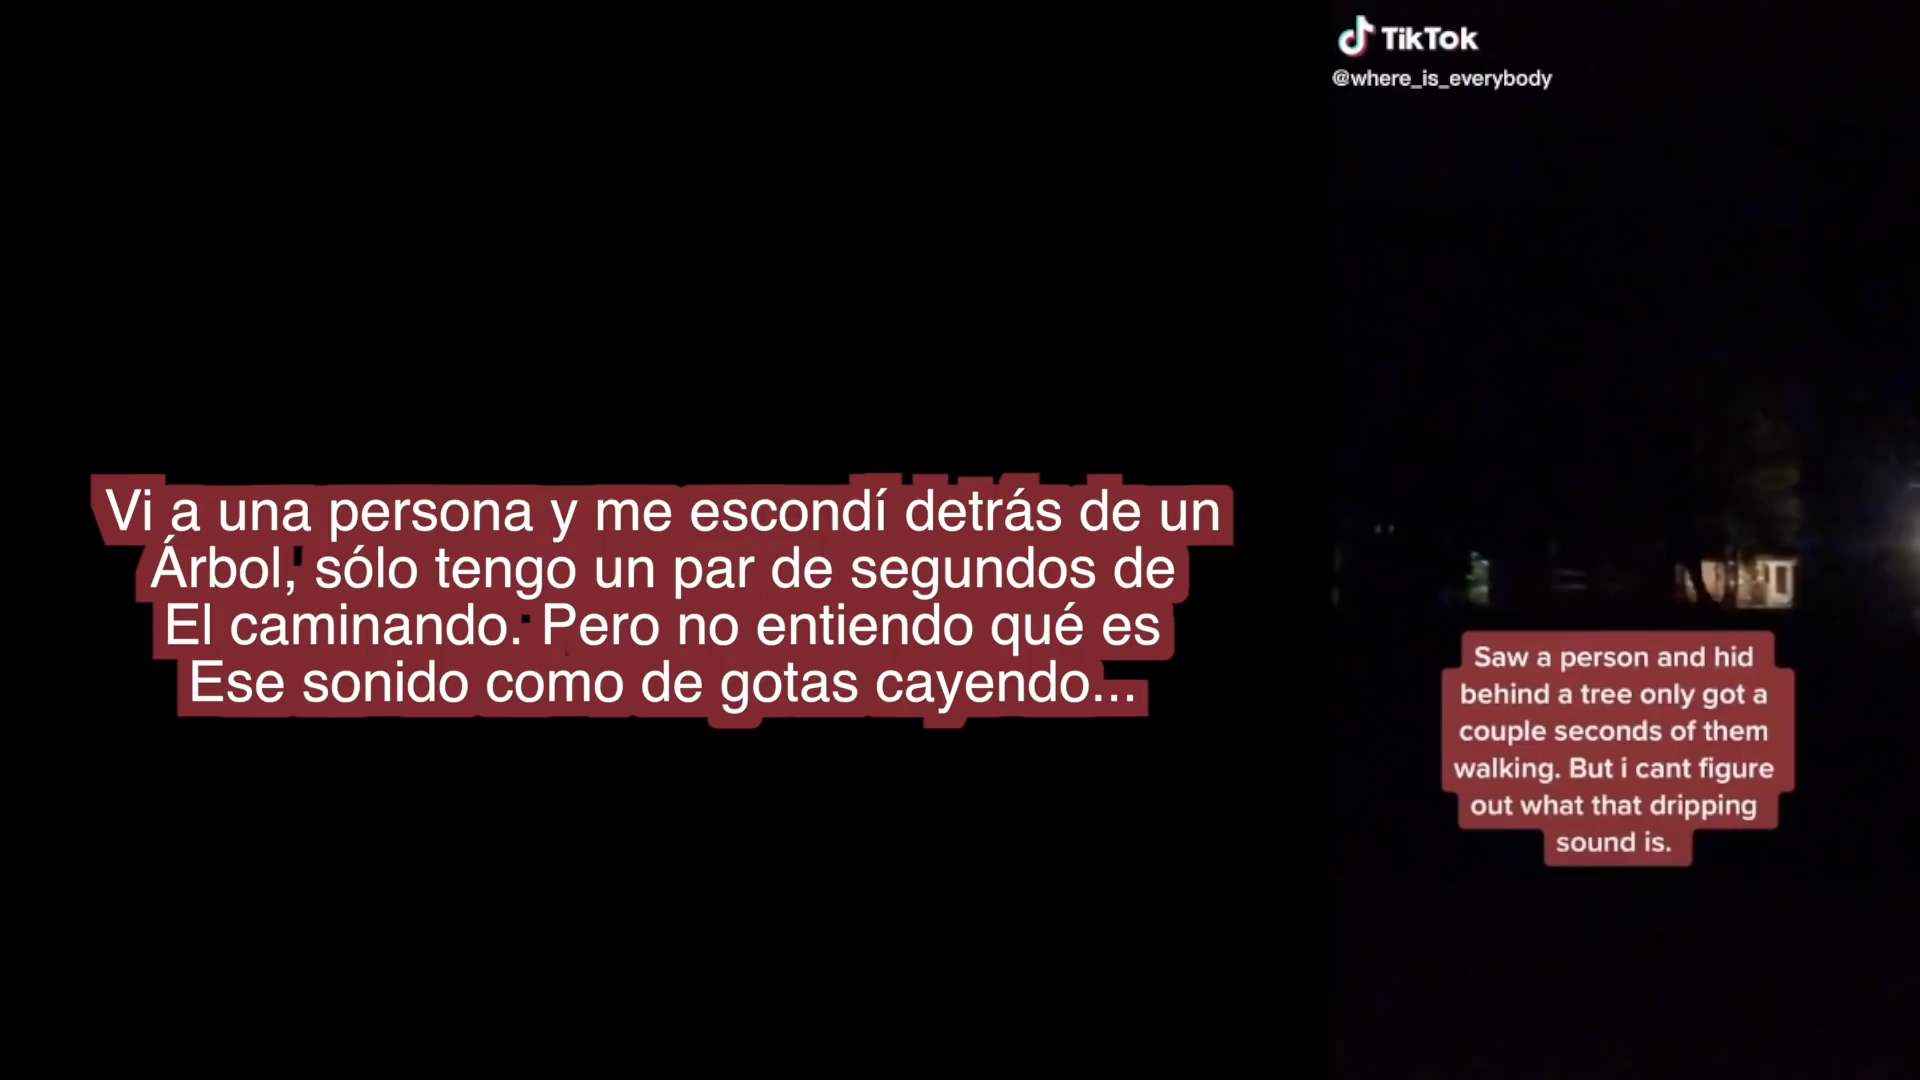 Vi a una persona y me escondí detrás de un
Árbol, sólo tengo un par de segundos de
El caminando. Pero no entiendo qué es
Ese sonido como de gotas cayendo...
TikTok
@where_is_everybody
Saw a person and hid
behind a tree only got a
couple seconds of them
walking. But i cant figure
out what that dripping
sound is.